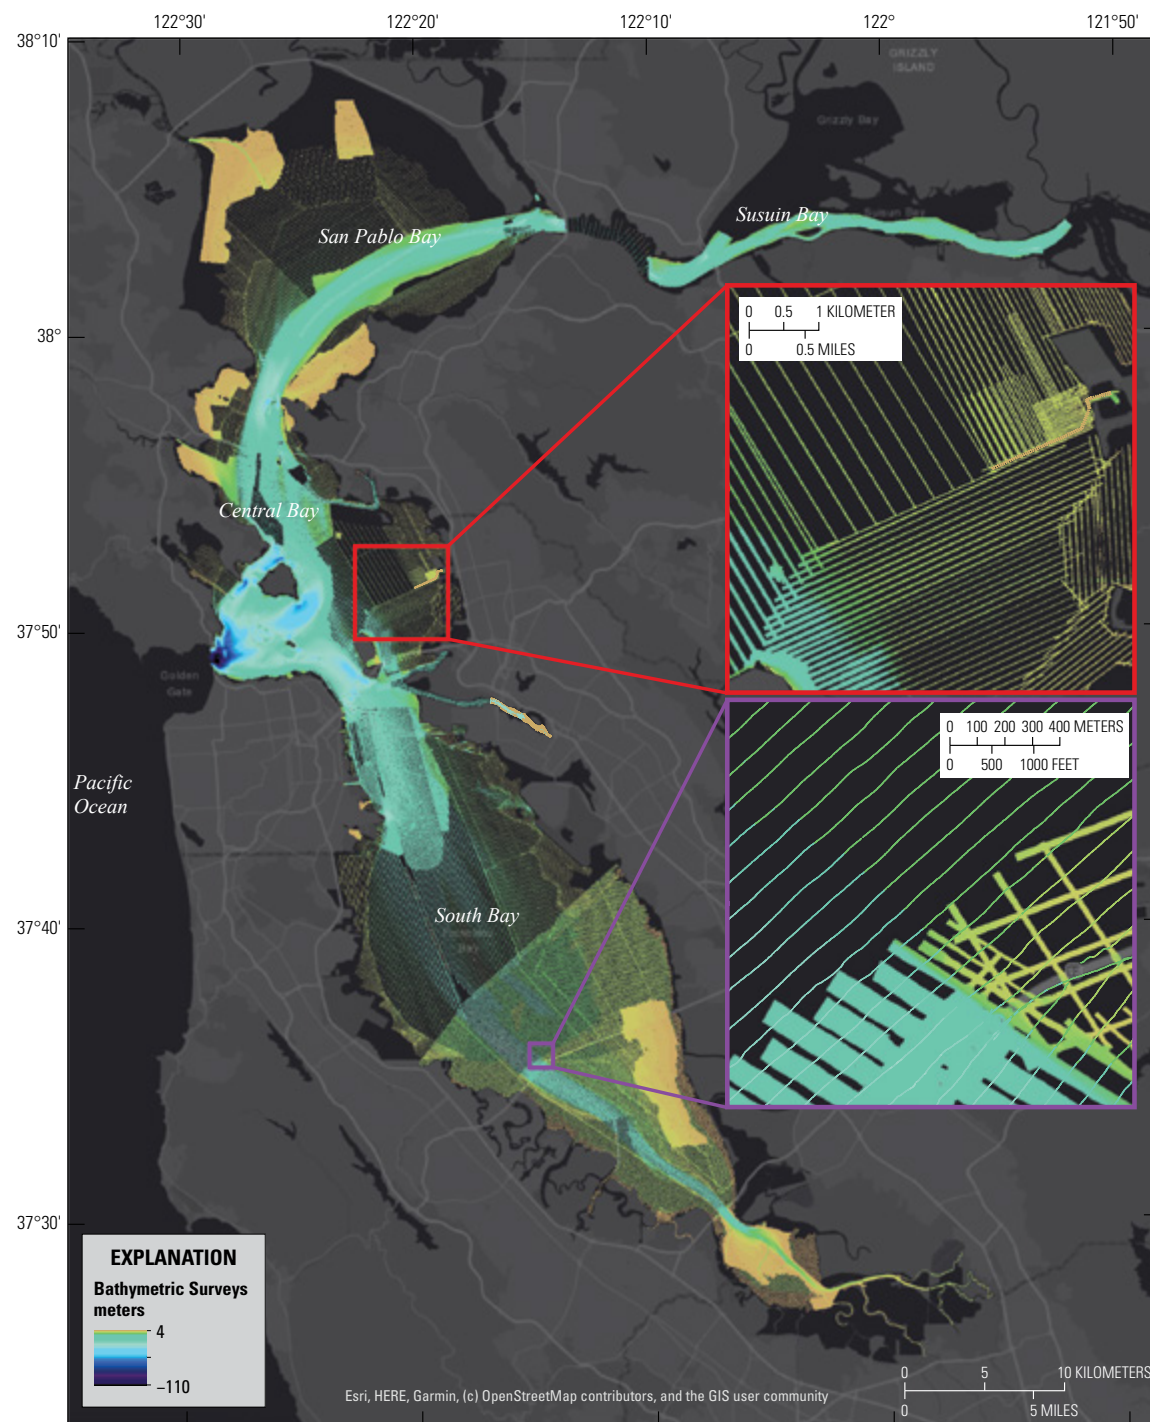 122°30'
122°20'
122°10'
122°
121°50'
38°10'
GRIZZLY
ISLAND
Grizzly Bay
Susuin Bay
San Pablo Bay
0 0.5 1 KILOMETER
0 0.5 MILES
38°
Central Bay
37°50'
Golden
Gate
0 100 200 300 400 METERS
0 500 1000 FEET
Pacific
Ocean
37°40'
South Bay
37°30'
EXPLANATION
Bathymetric Surveys
meters
4
−110
0 5 10 KILOMETERS
0 5 MILES
Esri, HERE, Garmin, (c) OpenStreetMap contributors, and the GIS user community